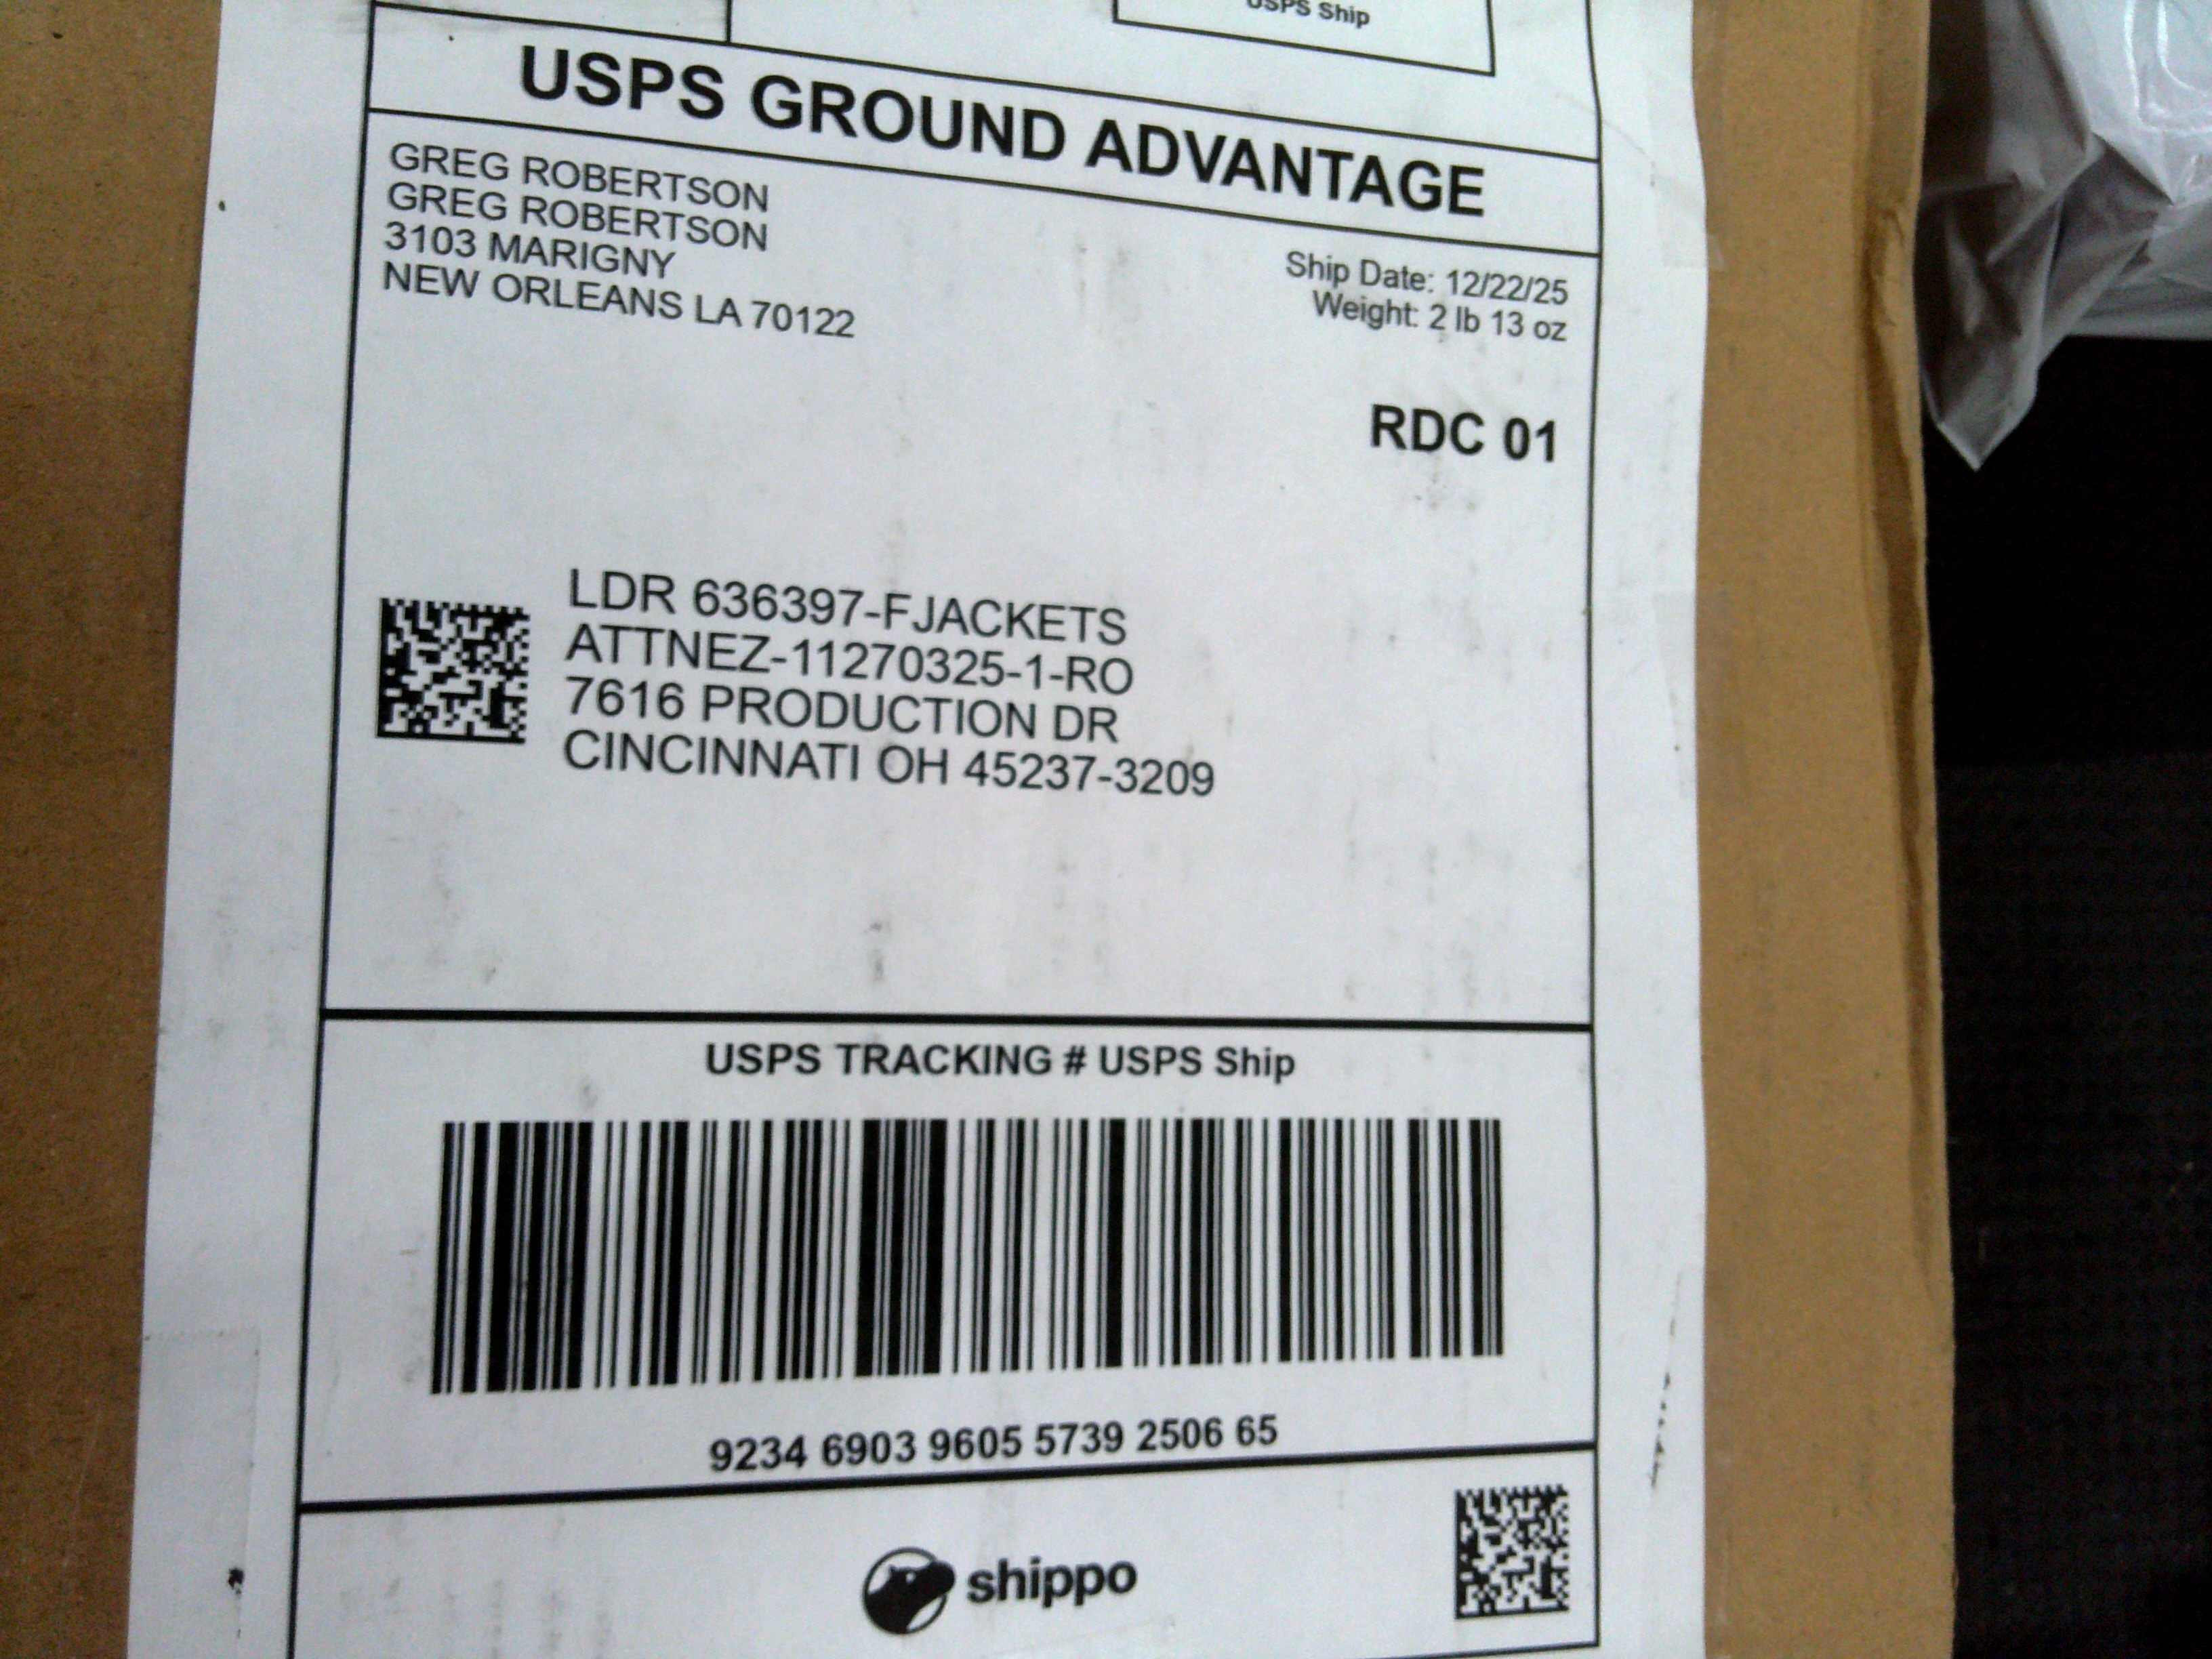 USPS Ship
USPS GROUND ADVANTAGE
GREG ROBERTSON
GREG ROBERTSON
3103 MARIGNY
NEW ORLEANS LA 70122
Ship Date: 12/22/25
Weight: 2 lb 13 oz
RDC 01
LDR 636397-FJACKETS
ATTNEZ-11270325-1-RO
7616 PRODUCTION DR
CINCINNATI OH 45237-3209
USPS TRACKING # USPS Ship
9234 6903 9605 5739 2506 65
shippo